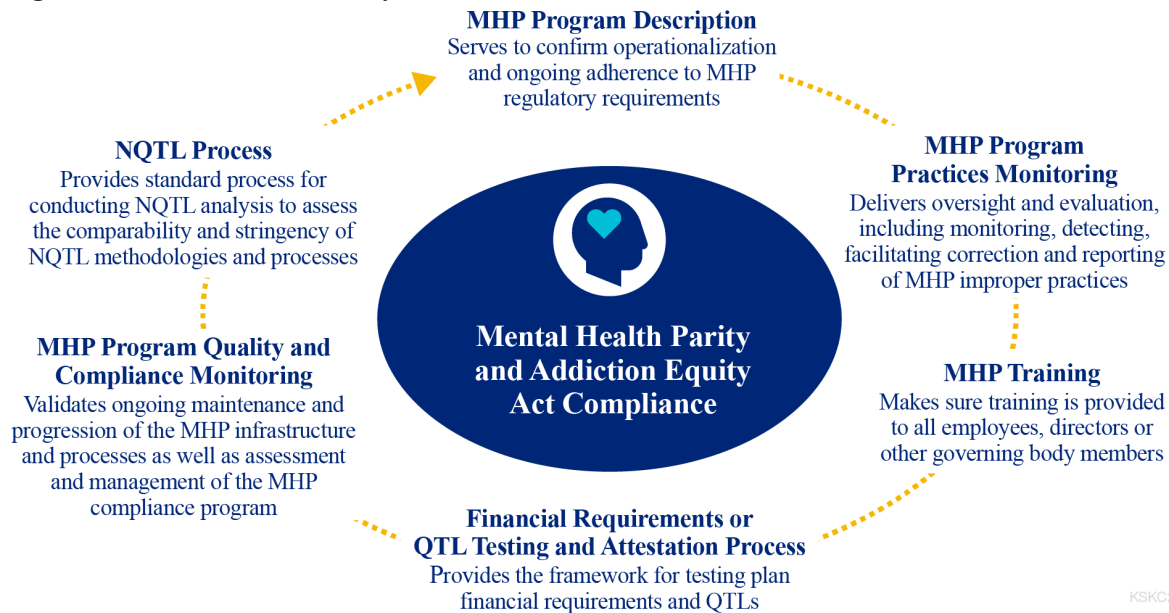 MHP Program Description
Serves to confirm operationalization
and ongoing adherence to MHP
regulatory requirements
MHP Program
Practices Monitoring
Delivers oversight and evaluation,
including monitoring, detecting,
facilitating correction and reporting
of MHP improper practices
MHP Training
Makes sure training is provided
to all employees, directors or
other governing body members
Financial Requirements or
QTL Testing and Attestation Process
Provides the framework for testing plan
financial requirements and QTLs
MHP Program Quality and
Compliance Monitoring
Validates ongoing maintenance and
progression of the MHP infrastructure
and processes as well as assessment
and management of the MHP
compliance program
NQTL Process
Provides standard process for
conducting NQTL analysis to assess
the comparability and stringency of
NQTL methodologies and processes
Mental Health Parity
and Addiction Equity
Act Compliance